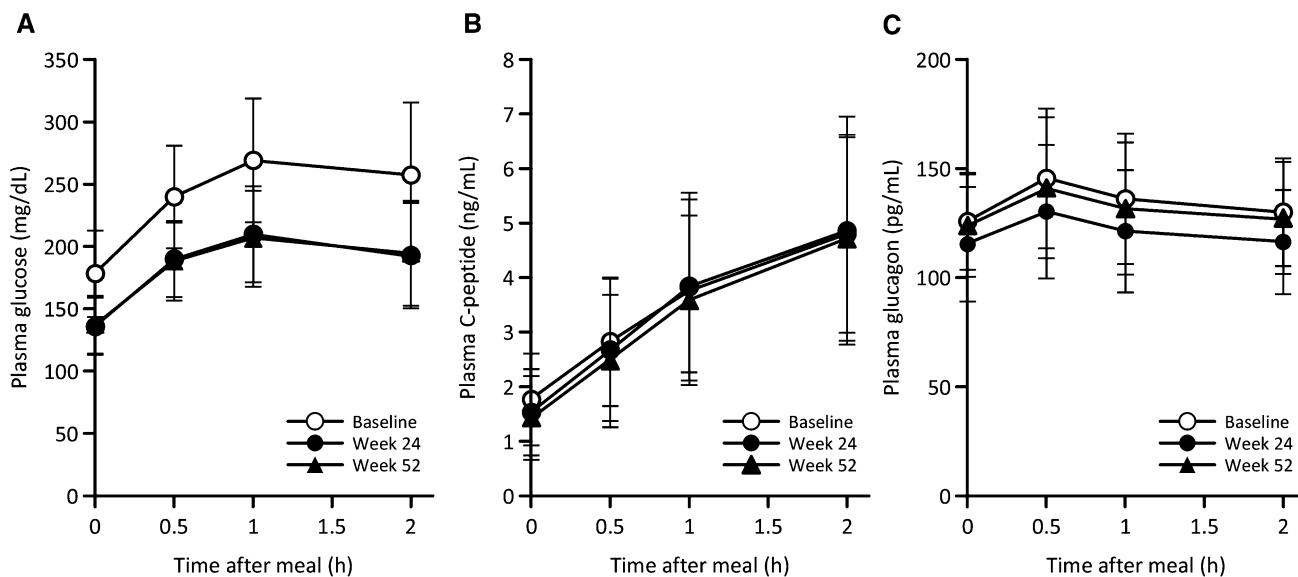 A
Plasma glucose (mg/dL)
350
300
250
200
150
100
50
0
0 0.5 1 1.5 2
Time after meal (h)
Baseline
Week 24
Week 52
B
Plasma C-peptide (ng/mL)
8
7
6
5
4
3
2
1
0
0 0.5 1 1.5 2
Time after meal (h)
Baseline
Week 24
Week 52
C
Plasma glucagon (pg/mL)
200
150
100
50
0
0 0.5 1 1.5 2
Time after meal (h)
Baseline
Week 24
Week 52